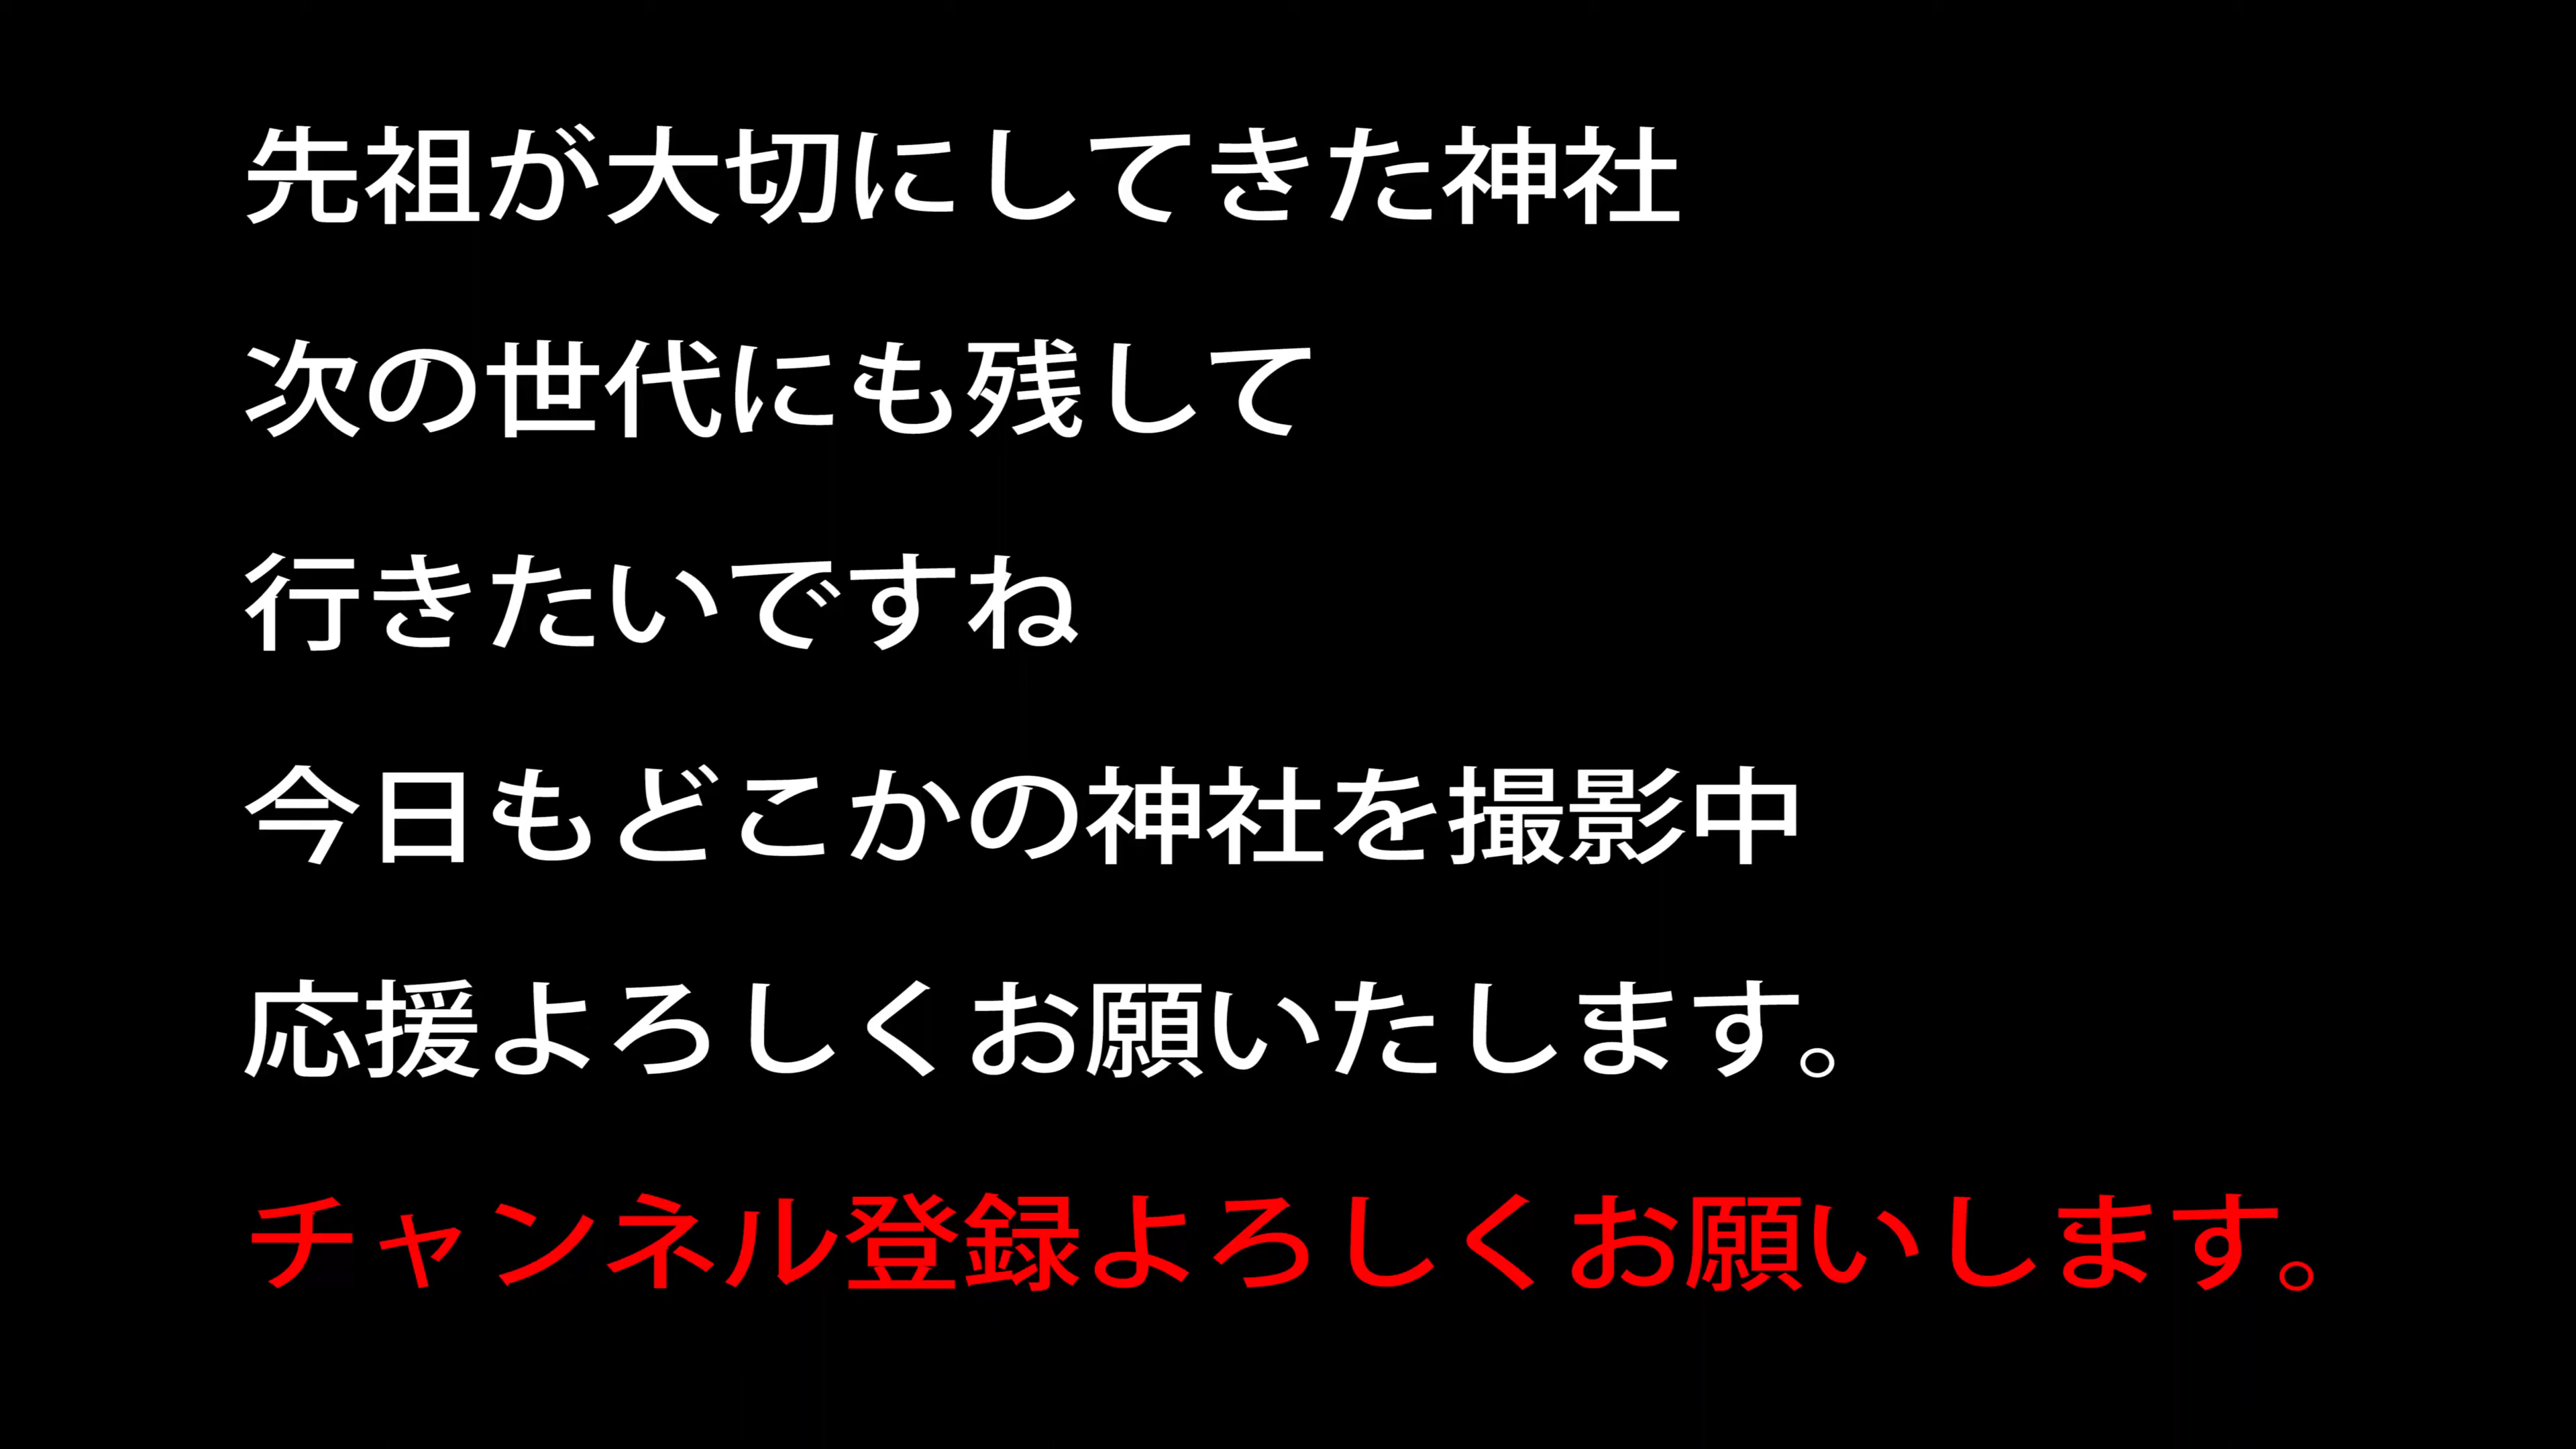 先祖が大切にしてきた神社
次の世代にも残して
行きたいですね
今日もどこかの神社を撮影中
応援よろしくお願いたします。
チャンネル登録よろしくお願いします。